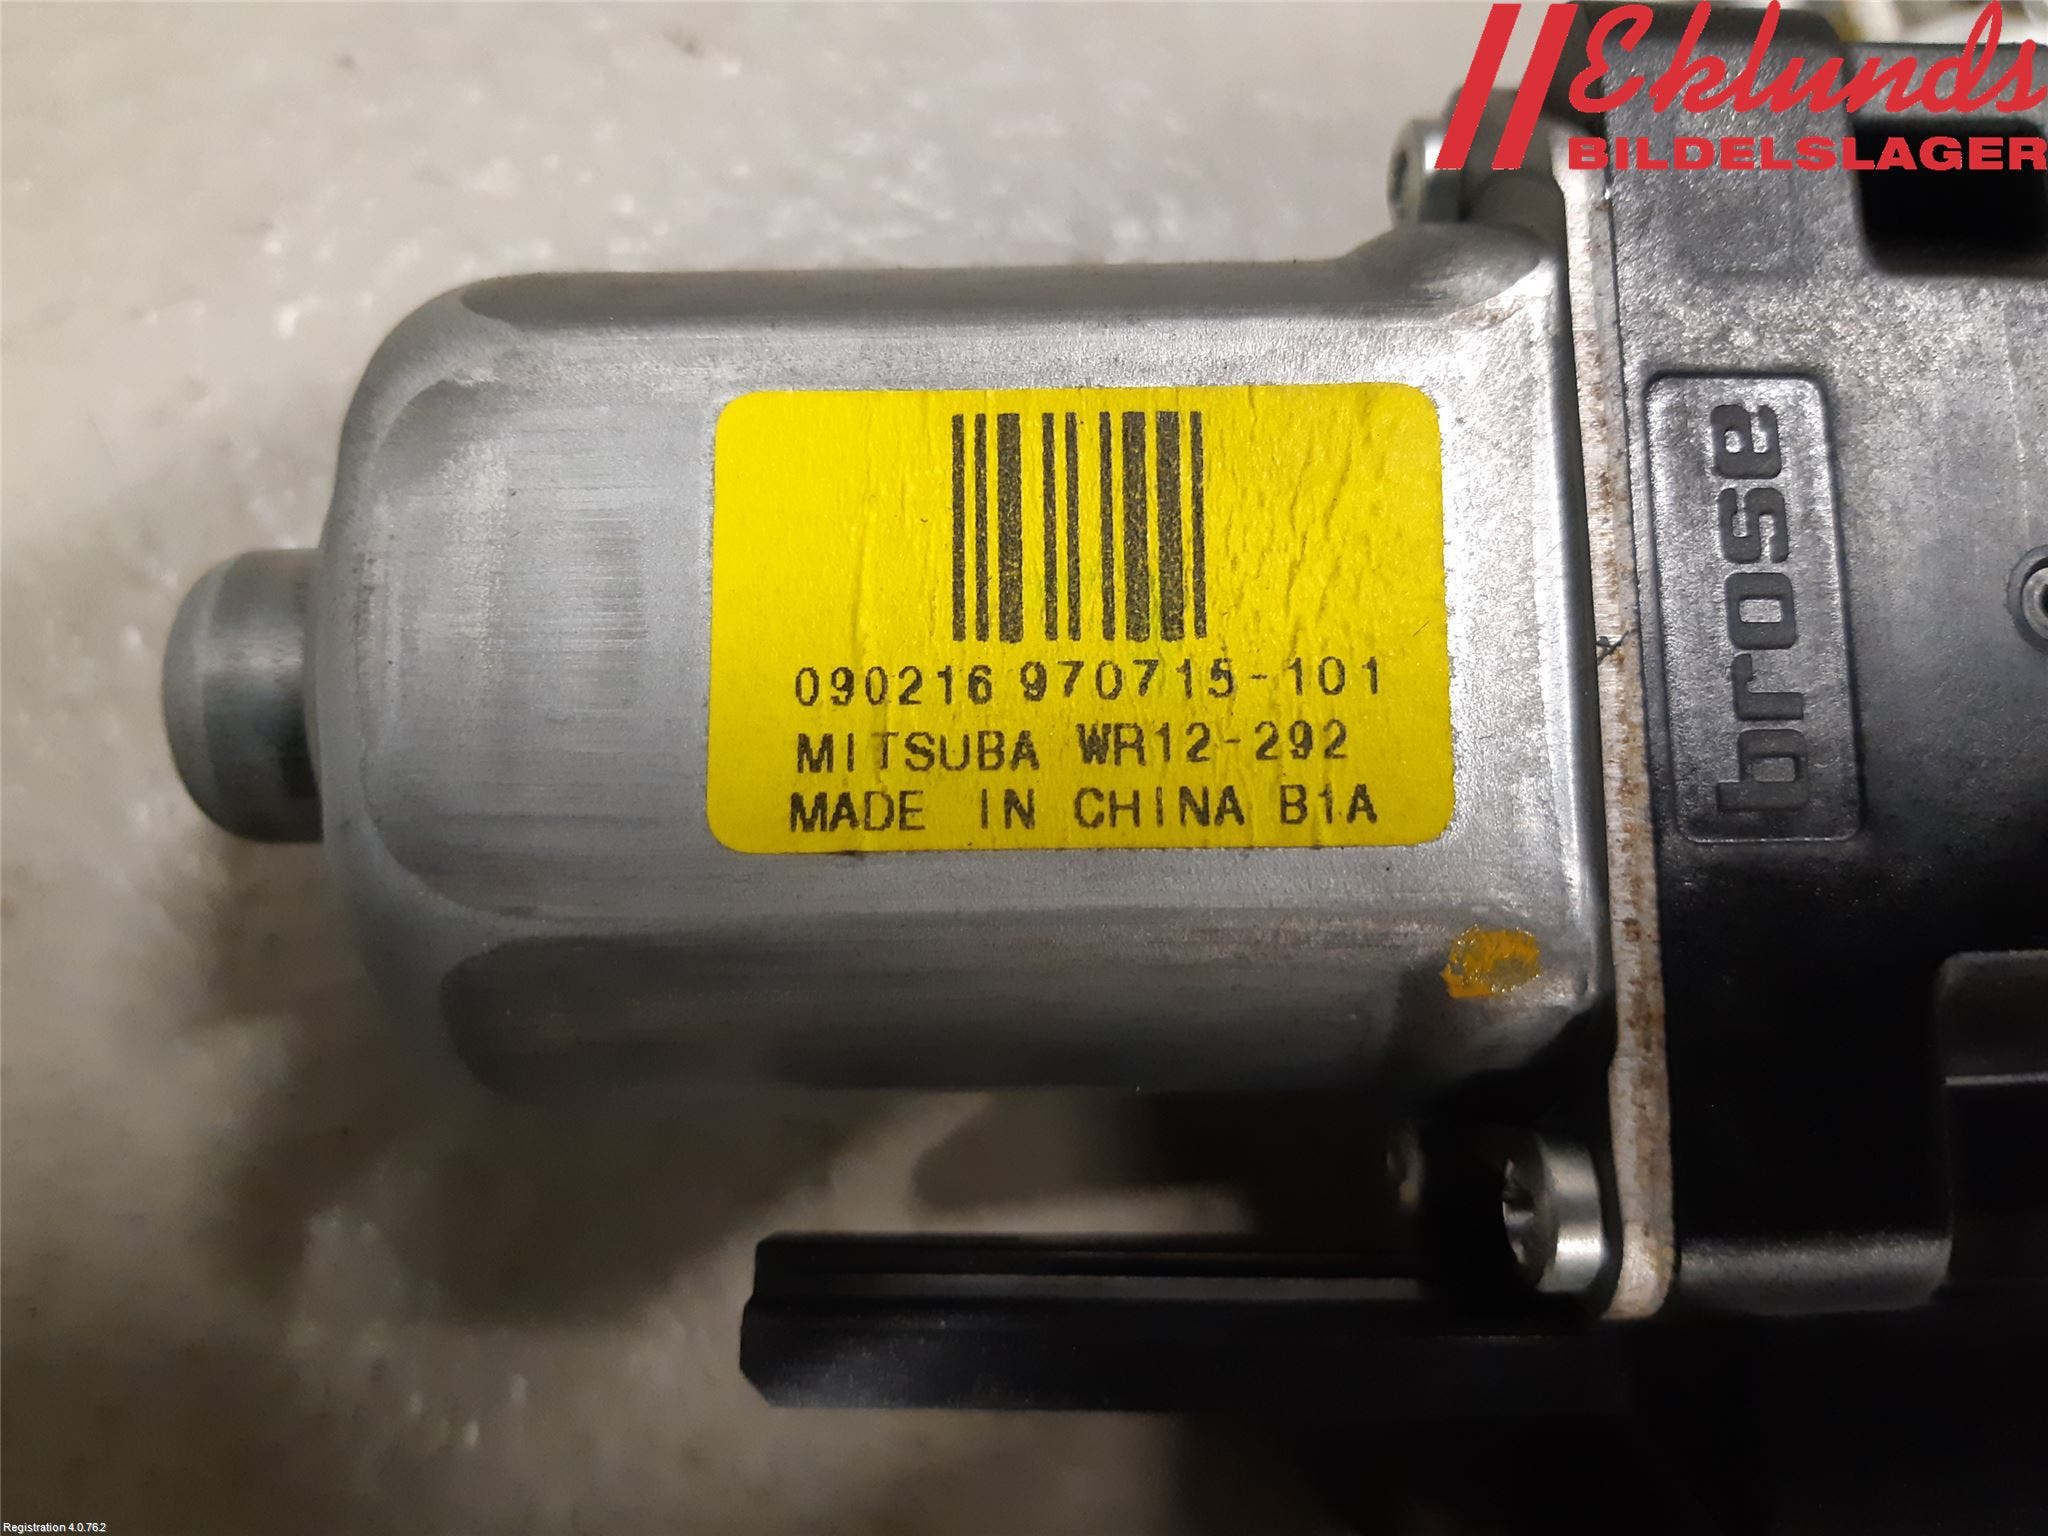 Eklunds
BILDELSLAGER
090216 970715-101
MITSUBA WR12-292
MADE IN CHINA B1A
brose
Registration 4.0.76.2